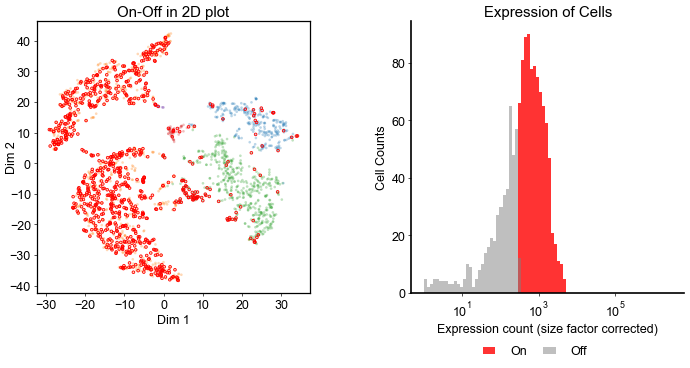 On-Off in 2D plot
Dim 2
40
30
20
10
0
−10
−20
−30
−40
−30 −20 −10 0 10 20 30
Dim 1
Expression of Cells
Cell Counts
80
60
40
20
0
10^1 10^3 10^5
Expression count (size factor corrected)
On Off